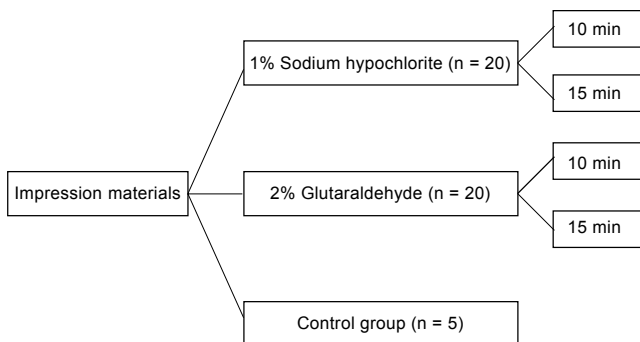 10 min
1% Sodium hypochlorite (n = 20)
15 min
10 min
Impression materials
2% Glutaraldehyde (n = 20)
15 min
Control group (n = 5)